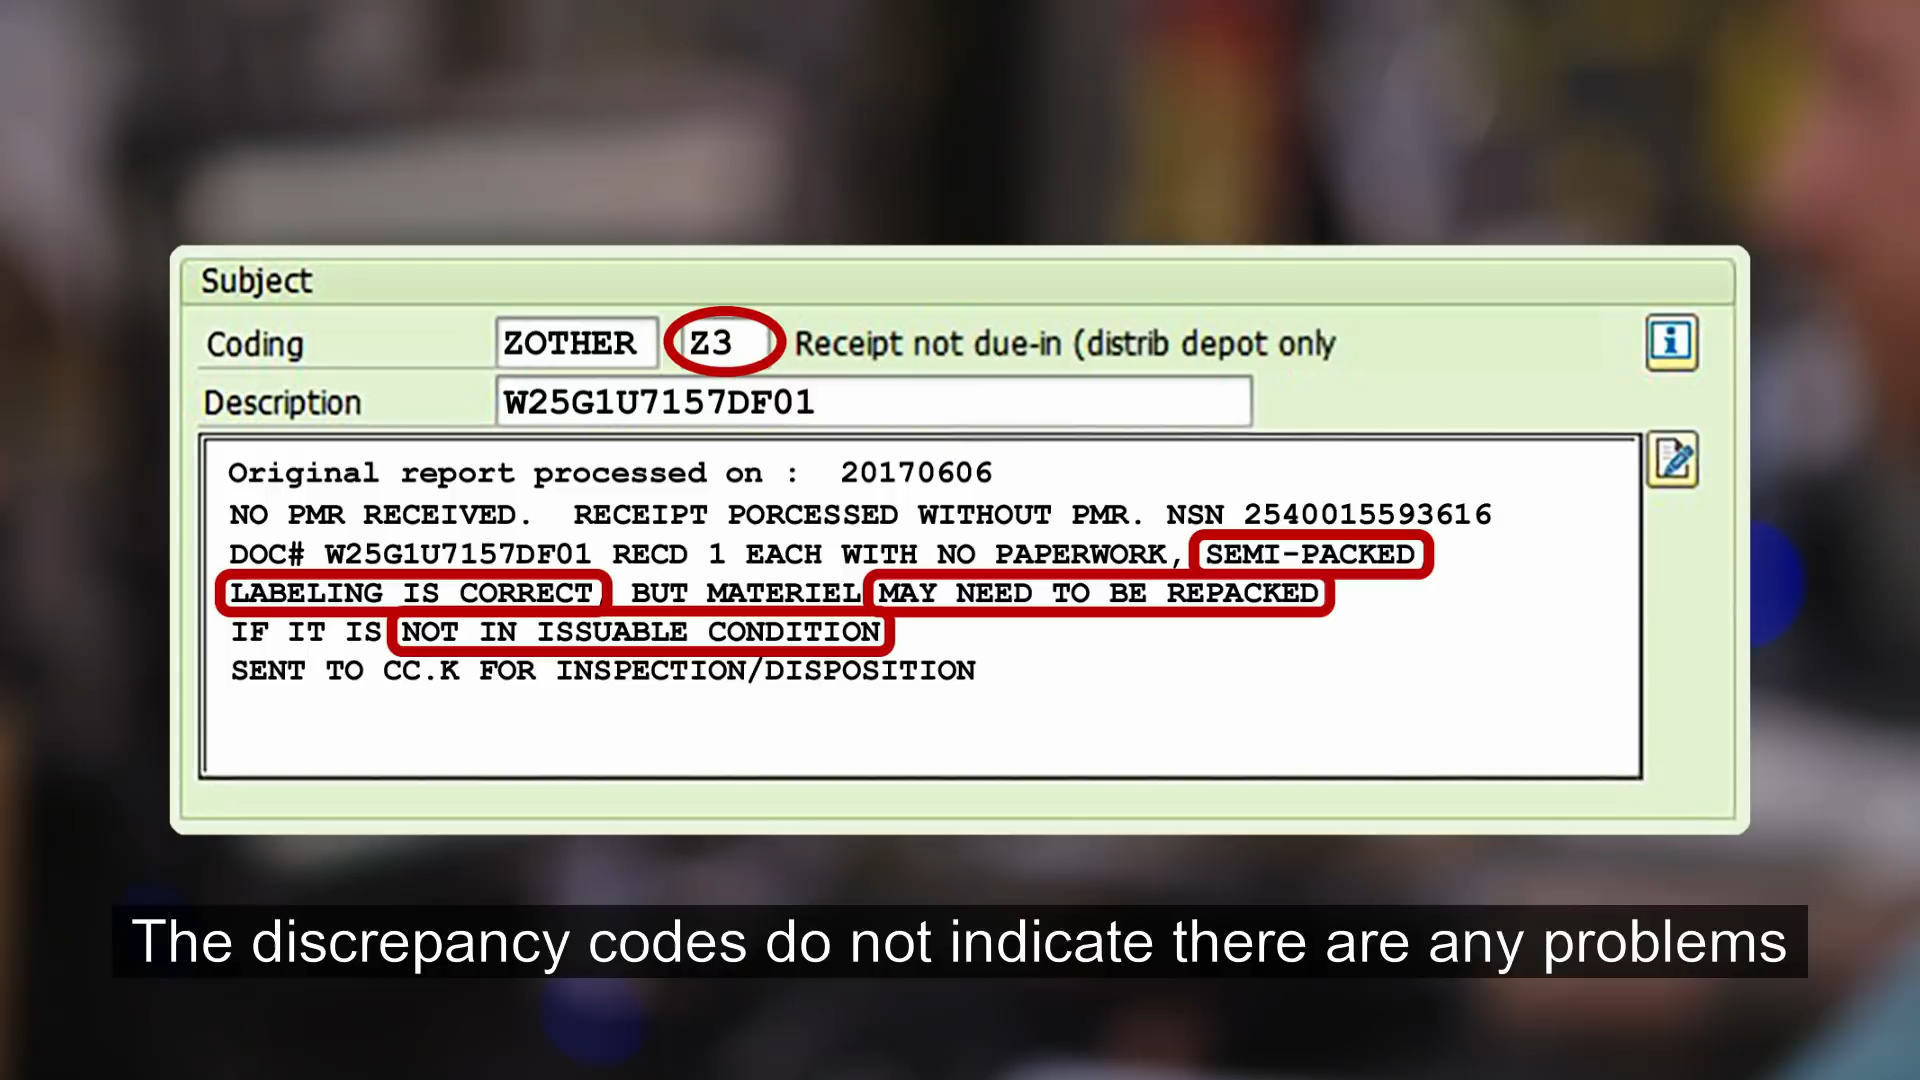 Subject
Coding ZOTHER Z3 Receipt not due-in (distrib depot only
Description W25G1U7157DF01
Original report processed on : 20170606
NO PMR RECEIVED. RECEIPT PORCESSED WITHOUT PMR. NSN 2540015593616
DOC# W25G1U7157DF01 RECD 1 EACH WITH NO PAPERWORK, SEMI-PACKED
LABELING IS CORRECT, BUT MATERIEL MAY NEED TO BE REPACKED
IF IT IS NOT IN ISSUABLE CONDITION
SENT TO CC.K FOR INSPECTION/DISPOSITION
The discrepancy codes do not indicate there are any problems